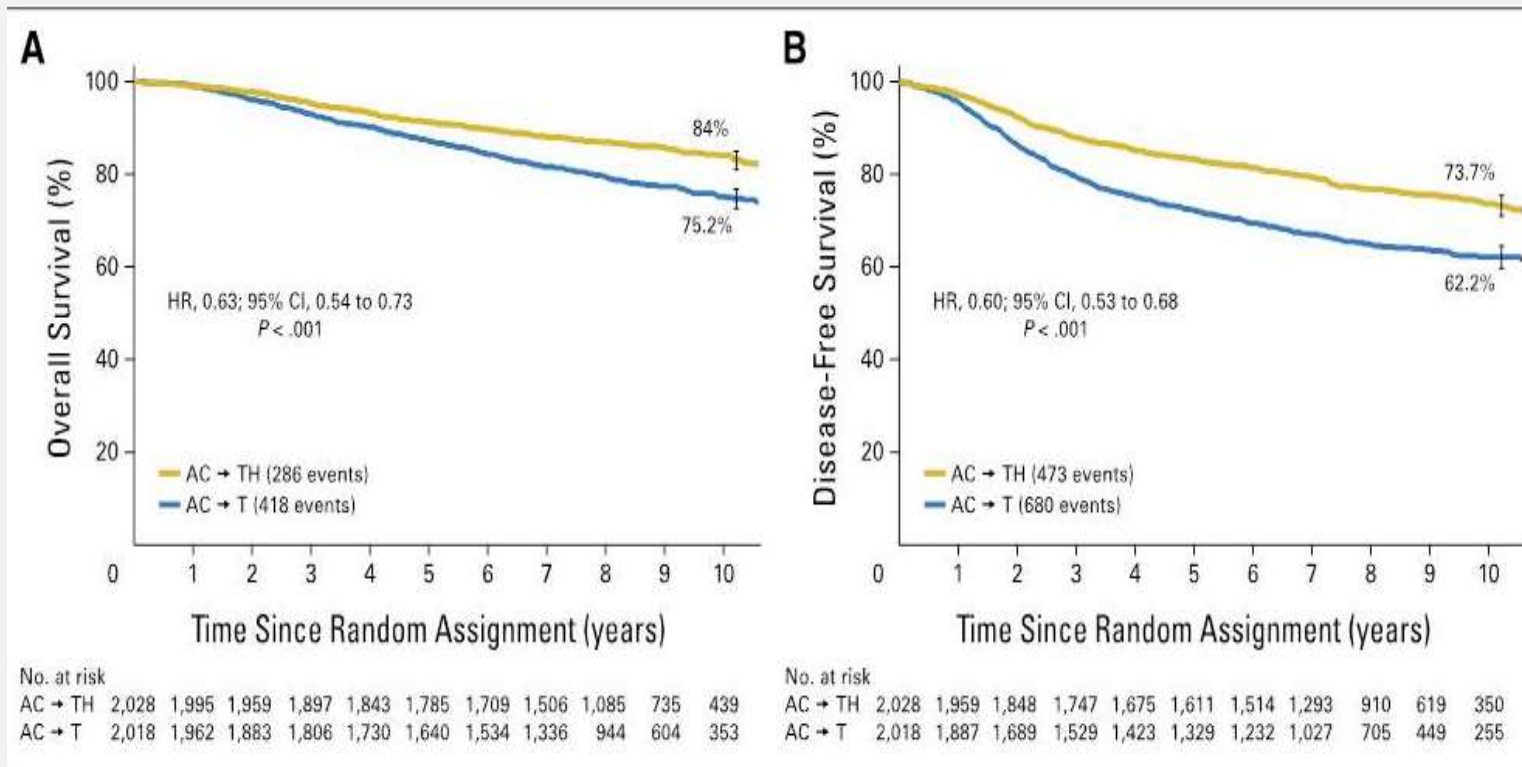 A
Overall Survival (%)
100
80
60
40
20
0
84%
75.2%
HR, 0.63; 95% CI, 0.54 to 0.73
P < .001
AC → TH (286 events)
AC → T (418 events)
1 2 3 4 5 6 7 8 9 10
Time Since Random Assignment (years)
No. at risk
AC → TH 2,028 1,995 1,959 1,897 1,843 1,785 1,709 1,506 1,085 735 439
AC → T 2,018 1,962 1,883 1,806 1,730 1,640 1,534 1,336 944 604 353
B
Disease-Free Survival (%)
100
80
60
40
20
0
73.7%
62.2%
HR, 0.60; 95% CI, 0.53 to 0.68
P < .001
AC → TH (473 events)
AC → T (680 events)
1 2 3 4 5 6 7 8 9 10
Time Since Random Assignment (years)
No. at risk
AC → TH 2,028 1,959 1,848 1,747 1,675 1,611 1,514 1,293 910 619 350
AC → T 2,018 1,887 1,689 1,529 1,423 1,329 1,232 1,027 705 449 255